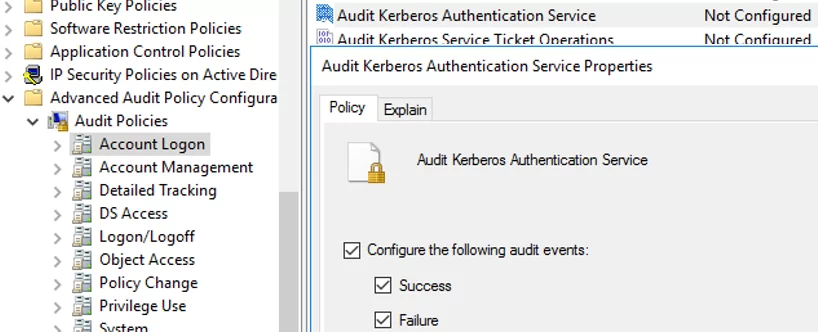 Public Key Policies
Software Restriction Policies
Application Control Policies
IP Security Policies on Active Dire
Advanced Audit Policy Configura
Audit Policies
Account Logon
Account Management
Detailed Tracking
DS Access
Logon/Logoff
Object Access
Policy Change
Privilege Use
System
Audit Kerberos Authentication Service Not Configured
Audit Kerberos Service Ticket Operations Not Configured
Audit Kerberos Authentication Service Properties
Policy Explain
Audit Kerberos Authentication Service
Configure the following audit events:
Success
Failure